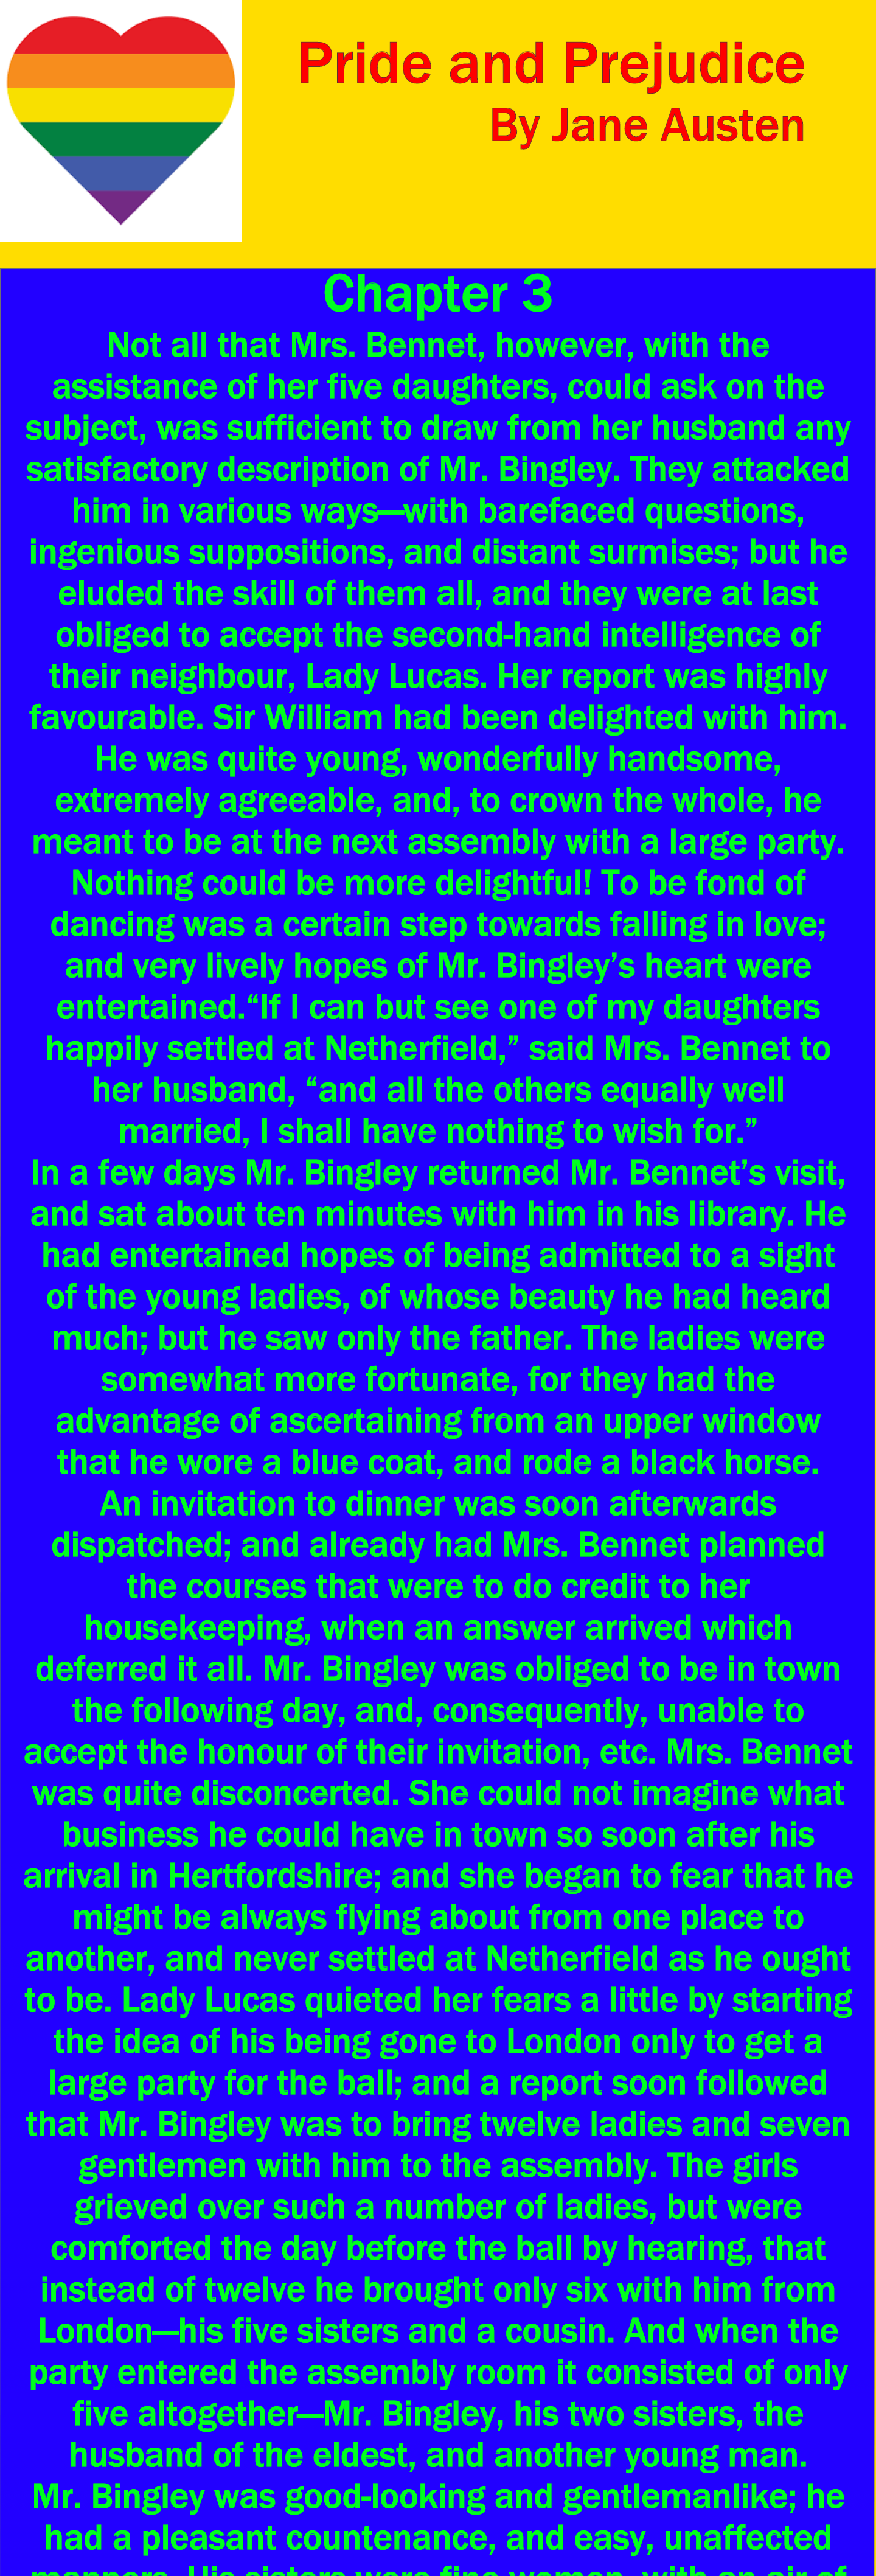 Pride and Prejudice
By Jane Austen
Chapter 3
Not all that Mrs. Bennet, however, with the
assistance of her five daughters, could ask on the
subject, was sufficient to draw from her husband any
satisfactory description of Mr. Bingley. They attacked
him in various ways—with barefaced questions,
ingenious suppositions, and distant surmises; but he
eluded the skill of them all, and they were at last
obliged to accept the second-hand intelligence of
their neighbour, Lady Lucas. Her report was highly
favourable. Sir William had been delighted with him.
He was quite young, wonderfully handsome,
extremely agreeable, and, to crown the whole, he
meant to be at the next assembly with a large party.
Nothing could be more delightful! To be fond of
dancing was a certain step towards falling in love;
and very lively hopes of Mr. Bingley’s heart were
entertained.“If I can but see one of my daughters
happily settled at Netherfield,” said Mrs. Bennet to
her husband, “and all the others equally well
married, I shall have nothing to wish for.”
In a few days Mr. Bingley returned Mr. Bennet’s visit,
and sat about ten minutes with him in his library. He
had entertained hopes of being admitted to a sight
of the young ladies, of whose beauty he had heard
much; but he saw only the father. The ladies were
somewhat more fortunate, for they had the
advantage of ascertaining from an upper window
that he wore a blue coat, and rode a black horse.
An invitation to dinner was soon afterwards
dispatched; and already had Mrs. Bennet planned
the courses that were to do credit to her
housekeeping, when an answer arrived which
deferred it all. Mr. Bingley was obliged to be in town
the following day, and, consequently, unable to
accept the honour of their invitation, etc. Mrs. Bennet
was quite disconcerted. She could not imagine what
business he could have in town so soon after his
arrival in Hertfordshire; and she began to fear that he
might be always flying about from one place to
another, and never settled at Netherfield as he ought
to be. Lady Lucas quieted her fears a little by starting
the idea of his being gone to London only to get a
large party for the ball; and a report soon followed
that Mr. Bingley was to bring twelve ladies and seven
gentlemen with him to the assembly. The girls
grieved over such a number of ladies, but were
comforted the day before the ball by hearing, that
instead of twelve he brought only six with him from
London—his five sisters and a cousin. And when the
party entered the assembly room it consisted of only
five altogether—Mr. Bingley, his two sisters, the
husband of the eldest, and another young man.
Mr. Bingley was good-looking and gentlemanlike; he
had a pleasant countenance, and easy, unaffected
manners. His sisters were fine women, with an air of